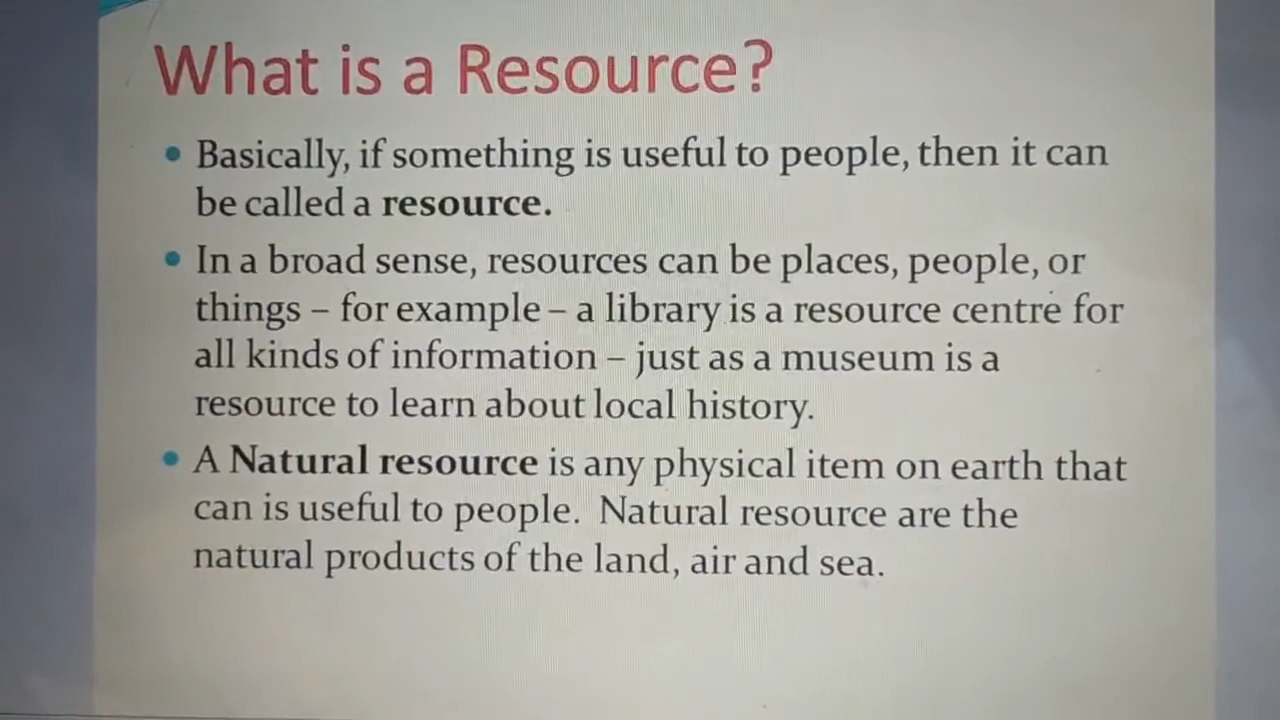 What is a Resource?
• Basically, if something is useful to people, then it can
be called a resource.
• In a broad sense, resources can be places, people, or
things – for example – a library is a resource centre for
all kinds of information – just as a museum is a
resource to learn about local history.
• A Natural resource is any physical item on earth that
can is useful to people.  Natural resource are the
natural products of the land, air and sea.